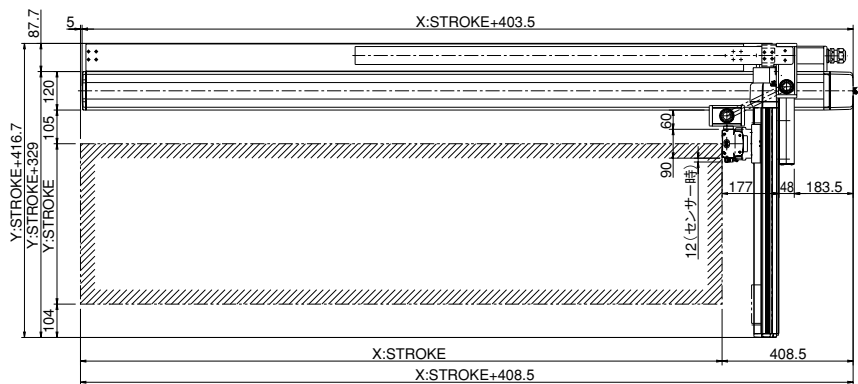 5
X:STROKE+403.5
87.7
120
105
60
90
12(センサー時)
177
48
183.5
Y:STROKE+416.7
Y:STROKE+329
Y:STROKE
104
X:STROKE
408.5
X:STROKE+408.5